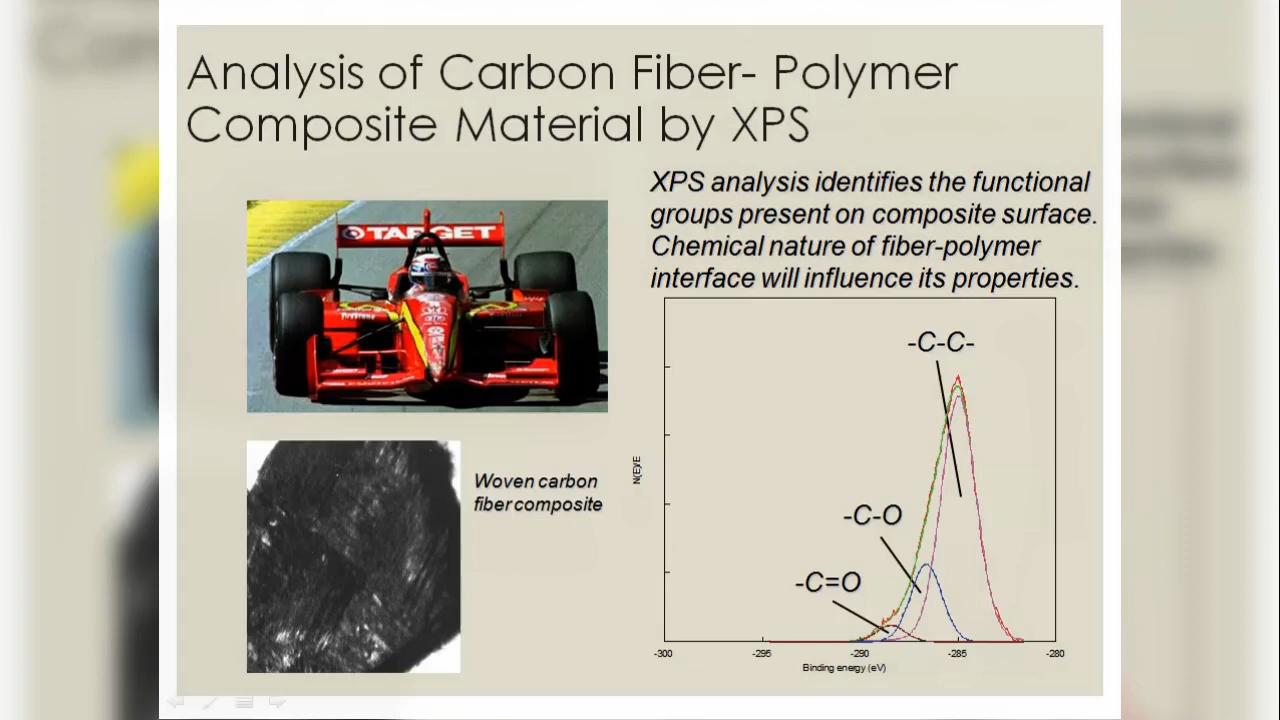 Analysis of Carbon Fiber- Polymer
Composite Material by XPS
XPS analysis identifies the functional
groups present on composite surface.
Chemical nature of fiber-polymer
interface will influence its properties.
TARGET
Firestone
Woven carbon
fiber composite
-C-C-
-C-O
-C=O
N(E)/E
-300
-295
-290
-285
-280
Binding energy (eV)